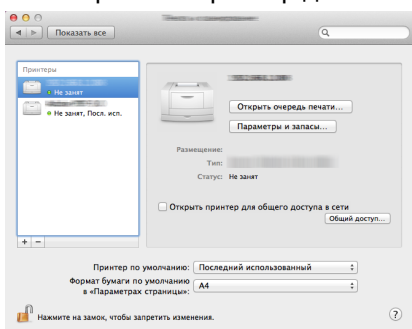 Показать все
Принтеры
Не занят
Не занят, Посл. исп.
Открыть очередь печати...
Параметры и запасы...
Размещение:
Тип:
Статус: Не занят
Открыть принтер для общего доступа в сети
Общий доступ...
+ −
Принтер по умолчанию: Последний использованный
Формат бумаги по умолчанию
в «Параметрах страницы»: A4
Нажмите на замок, чтобы запретить изменения.
?